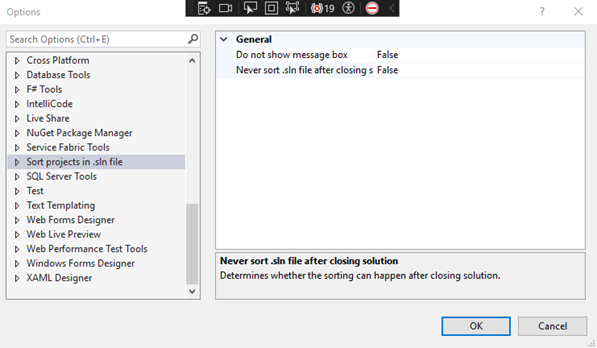 Options
19
?
Search Options (Ctrl+E)
Cross Platform
Database Tools
F# Tools
IntelliCode
Live Share
NuGet Package Manager
Service Fabric Tools
Sort projects in .sln file
SQL Server Tools
Test
Text Templating
Web Forms Designer
Web Live Preview
Web Performance Test Tools
Windows Forms Designer
XAML Designer
General
Do not show message box False
Never sort .sln file after closing s False
Never sort .sln file after closing solution
Determines whether the sorting can happen after closing solution.
OK
Cancel